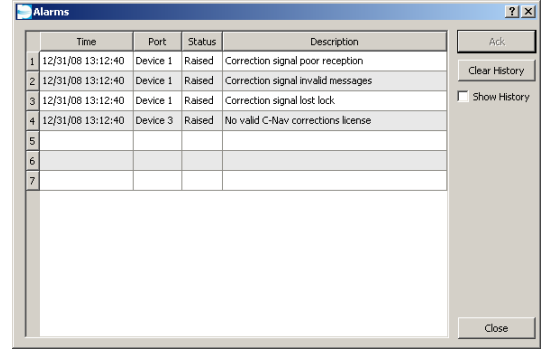 Alarms
Time Port Status Description
1 12/31/08 13:12:40 Device 1 Raised Correction signal poor reception
2 12/31/08 13:12:40 Device 1 Raised Correction signal invalid messages
3 12/31/08 13:12:40 Device 1 Raised Correction signal lost lock
4 12/31/08 13:12:40 Device 3 Raised No valid C-Nav corrections license
5
6
7
Ack
Clear History
Show History
Close